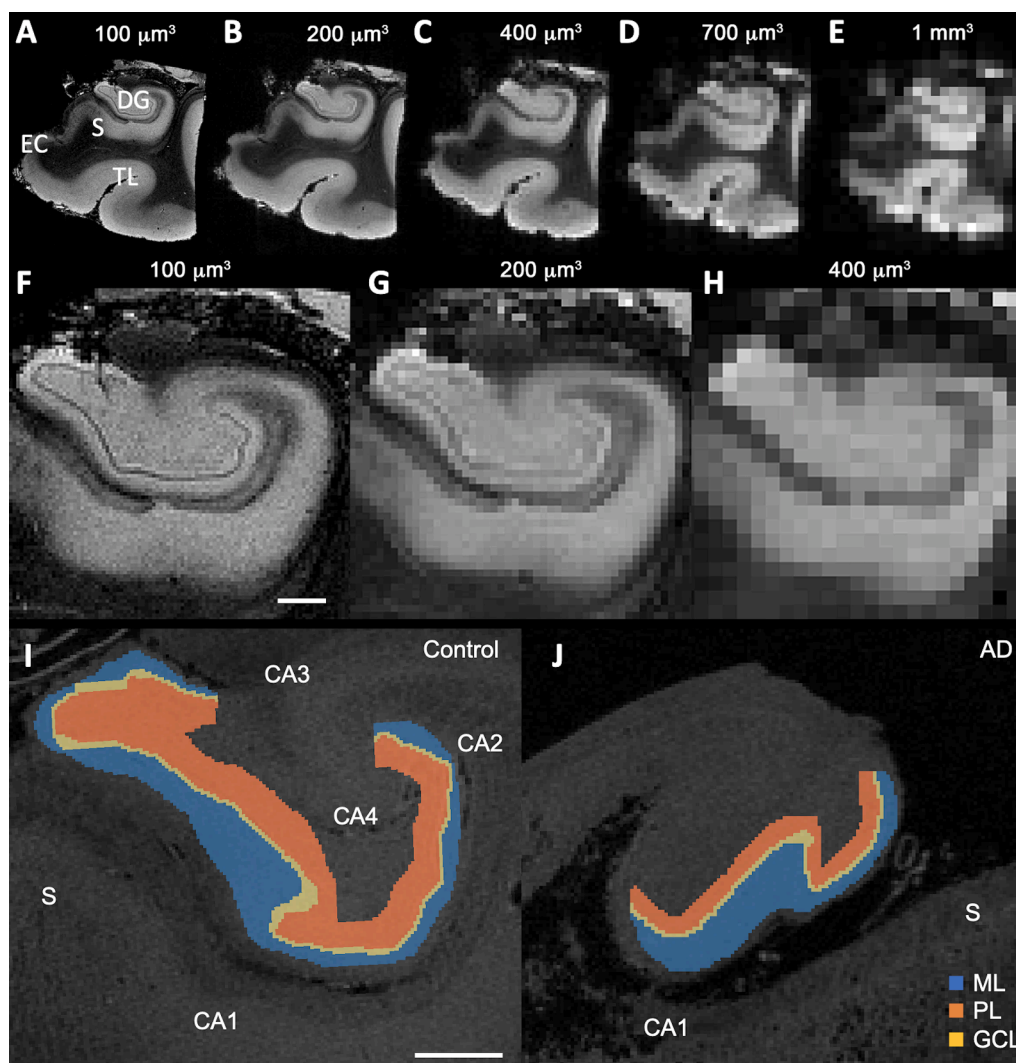 A 100 μm³ B 200 μm³ C 400 μm³ D 700 μm³ E 1 mm³
DG
S
EC
TL
F 100 μm³ G 200 μm³ H 400 μm³
I Control J AD
CA3
CA2
CA4
S
S
CA1
CA1
ML
PL
GCL